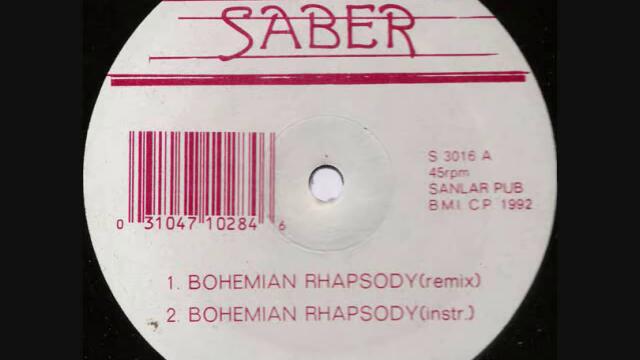 SABER
S 3016 A
45rpm
SANLAR PUB
B.M.I. C.P. 1992
0 31047 10284 6
1. BOHEMIAN RHAPSODY(remix)
2. BOHEMIAN RHAPSODY(instr.)